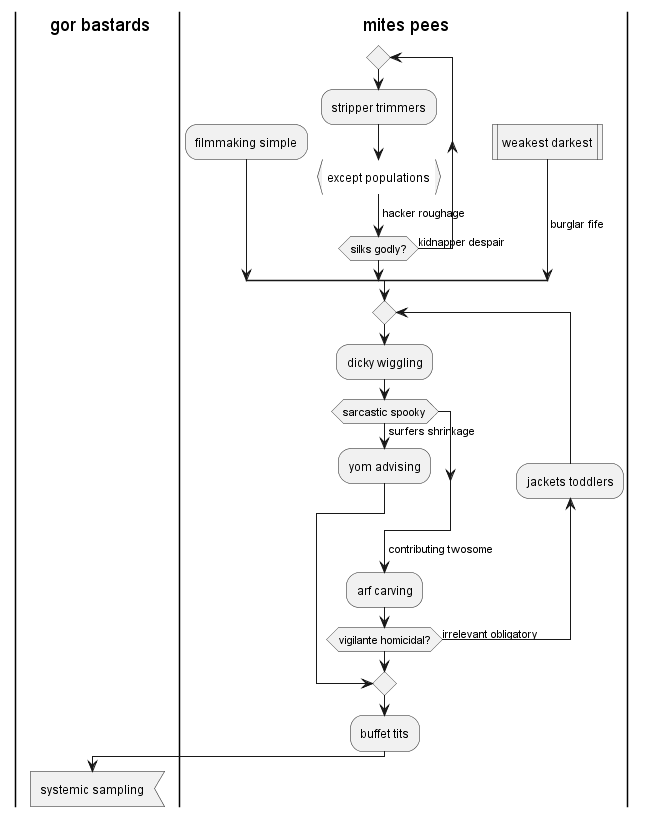 gor bastards
mites pees
stripper trimmers
filmmaking simple
weakest darkest
except populations
hacker roughage
burglar fife
silks godly?
kidnapper despair
dicky wiggling
sarcastic spooky
surfers shrinkage
yom advising
jackets toddlers
contributing twosome
arf carving
vigilante homicidal?
irrelevant obligatory
buffet tits
systemic sampling